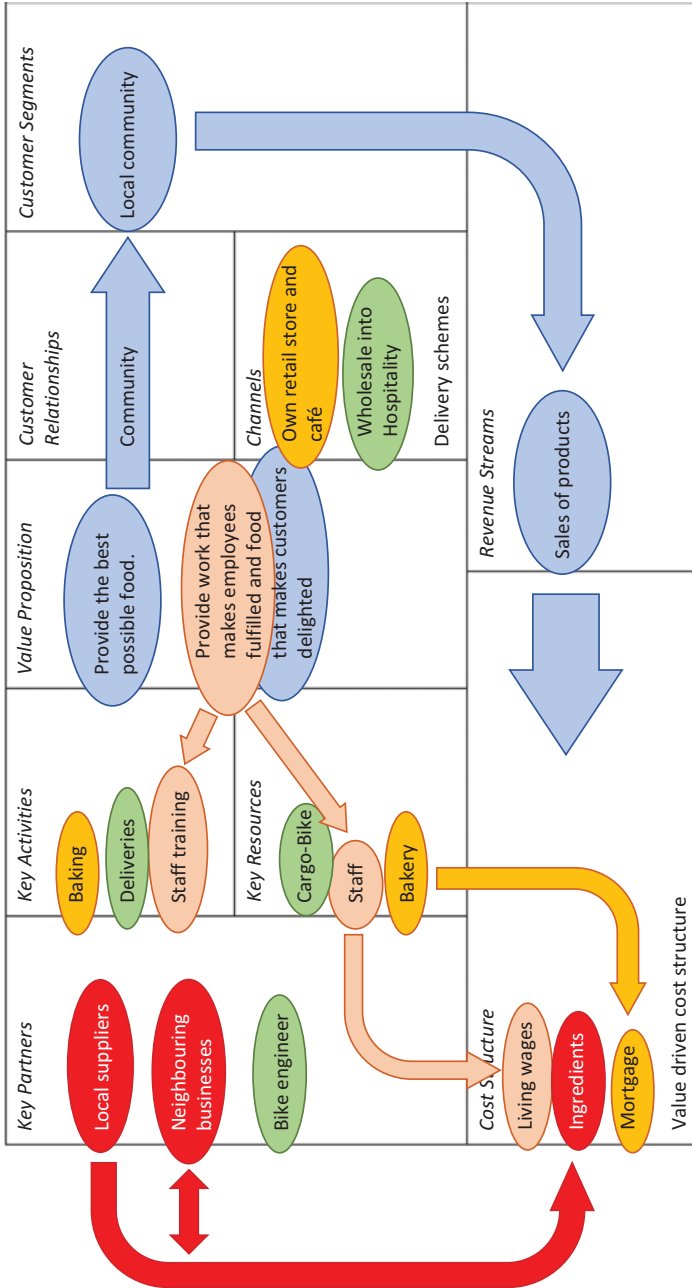 Key Partners
Local suppliers
Neighbouring
businesses
Bike engineer
Key Activities
Baking
Deliveries
Staff training
Key Resources
Cargo-Bike
Staff
Bakery
Value Proposition
Provide the best
possible food.
Provide work that
makes employees
fulfilled and food
that makes customers
delighted
Customer
Relationships
Community
Channels
Own retail store and
café
Wholesale into
Hospitality
Delivery schemes
Customer Segments
Local community
Cost Structure
Living wages
Ingredients
Mortgage
Value driven cost structure
Revenue Streams
Sales of products